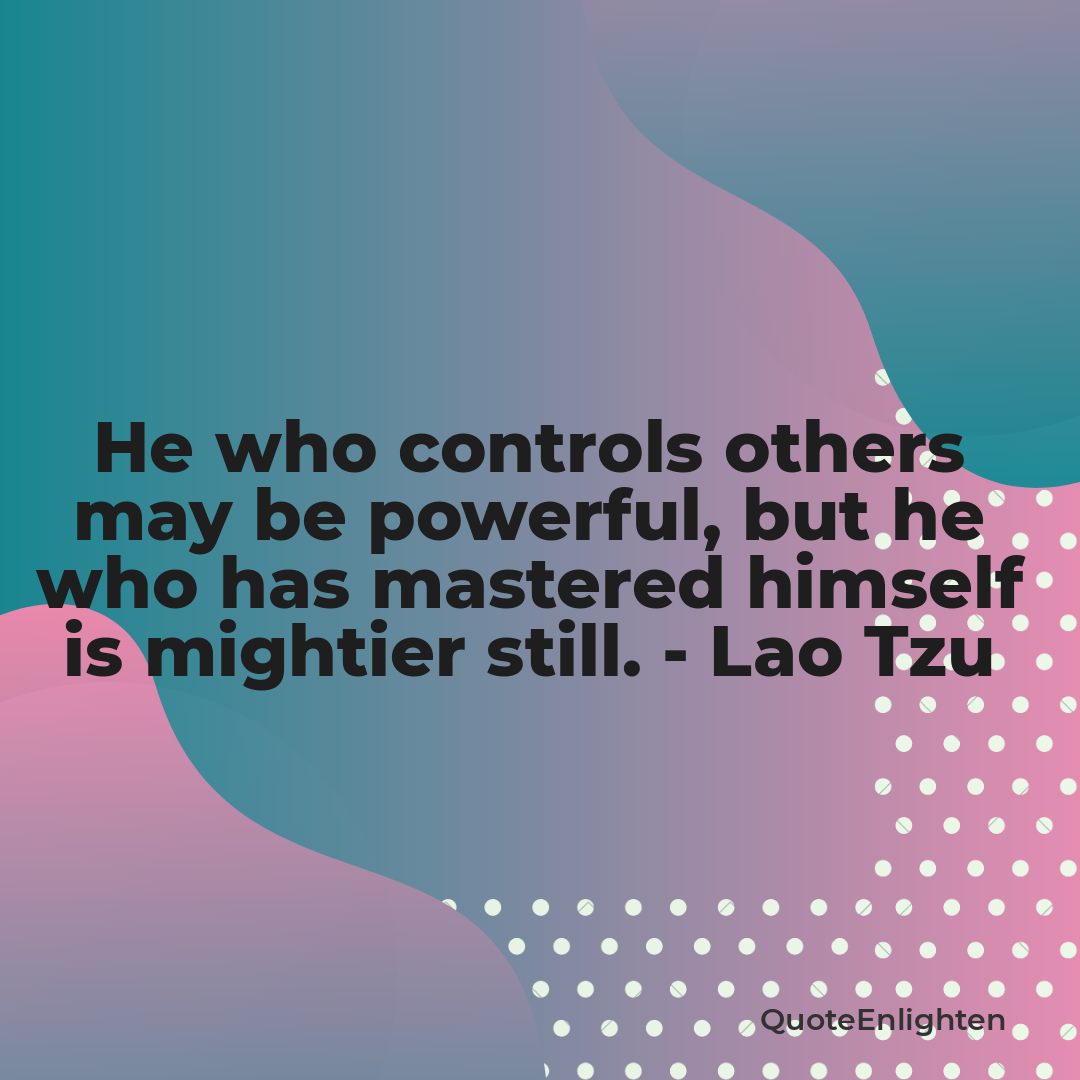 He who controls others
may be powerful, but he
who has mastered himself
is mightier still. - Lao Tzu
QuoteEnlighten